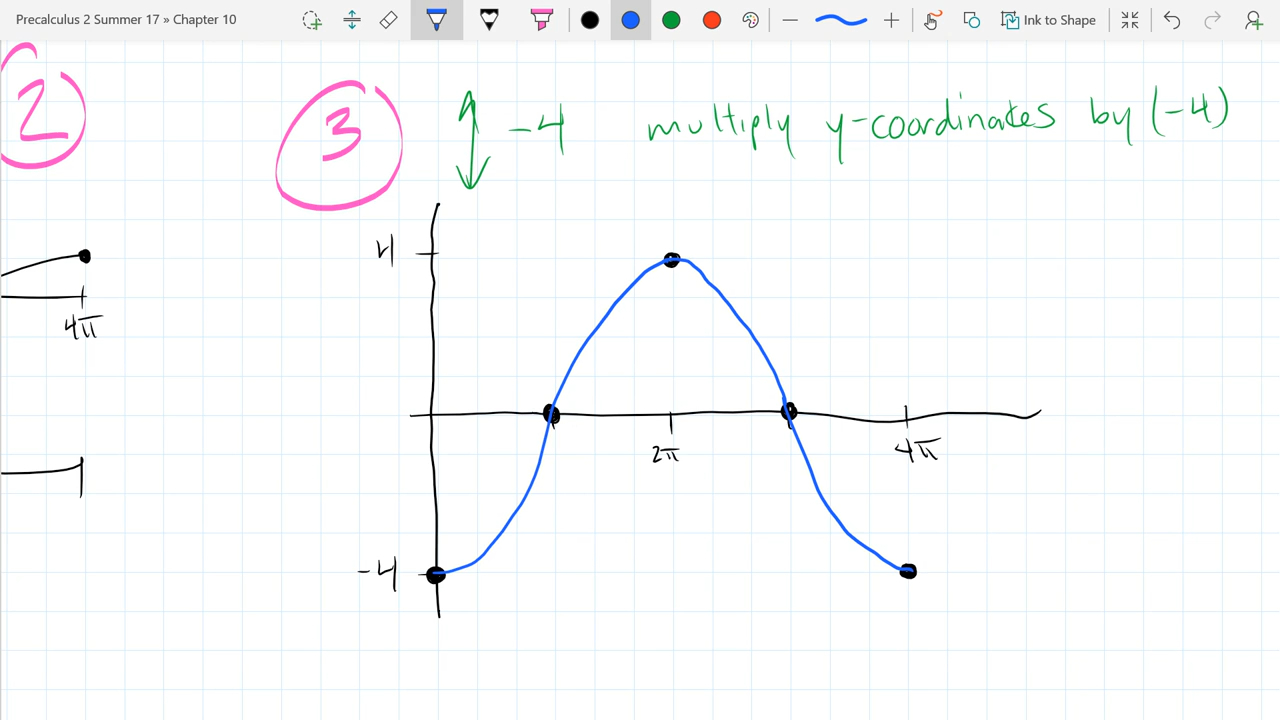 Precalculus 2 Summer 17 » Chapter 10
Ink to Shape
2
3
-4 multiply y-coordinates by (-4)
4
4π
2π
4π
-4